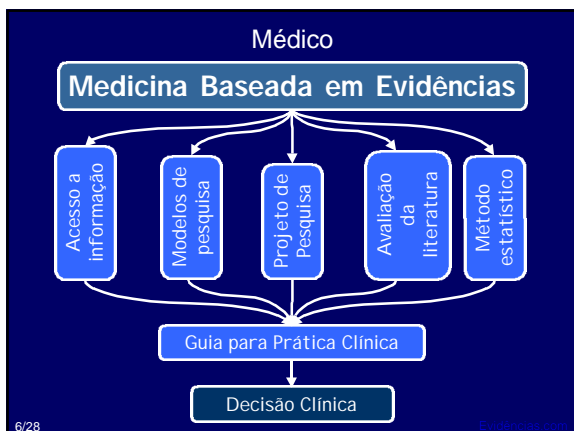 Médico
Medicina Baseada em Evidências
Acesso a
informação
Modelos de
pesquisa
Projeto de
Pesquisa
Avaliação
da
literatura
Método
estatístico
Guia para Prática Clínica
Decisão Clínica
6/28